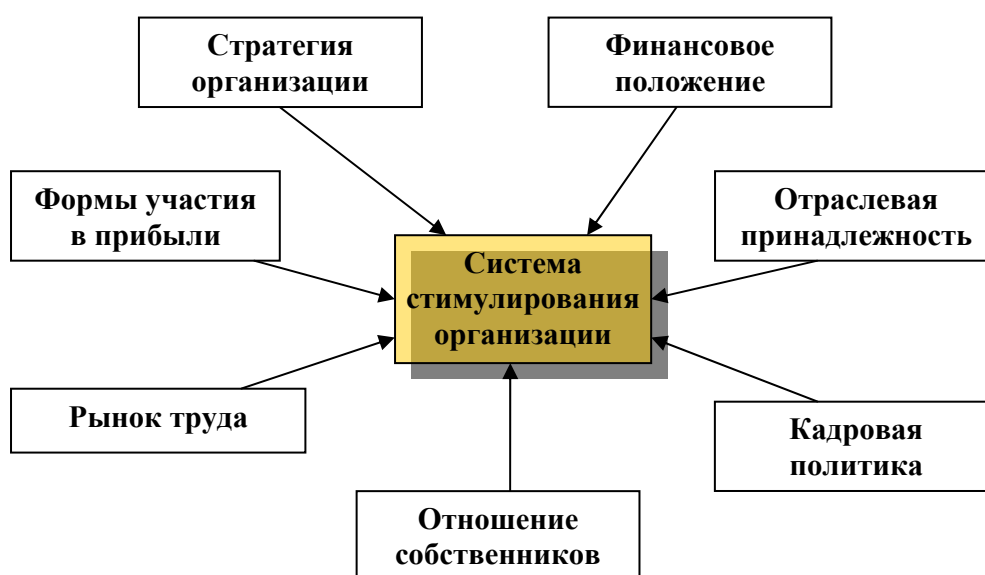 Стратегия
организации
Финансовое
положение
Формы участия
в прибыли
Отраслевая
принадлежность
Система
стимулирования
организации
Рынок труда
Кадровая
политика
Отношение
собственников